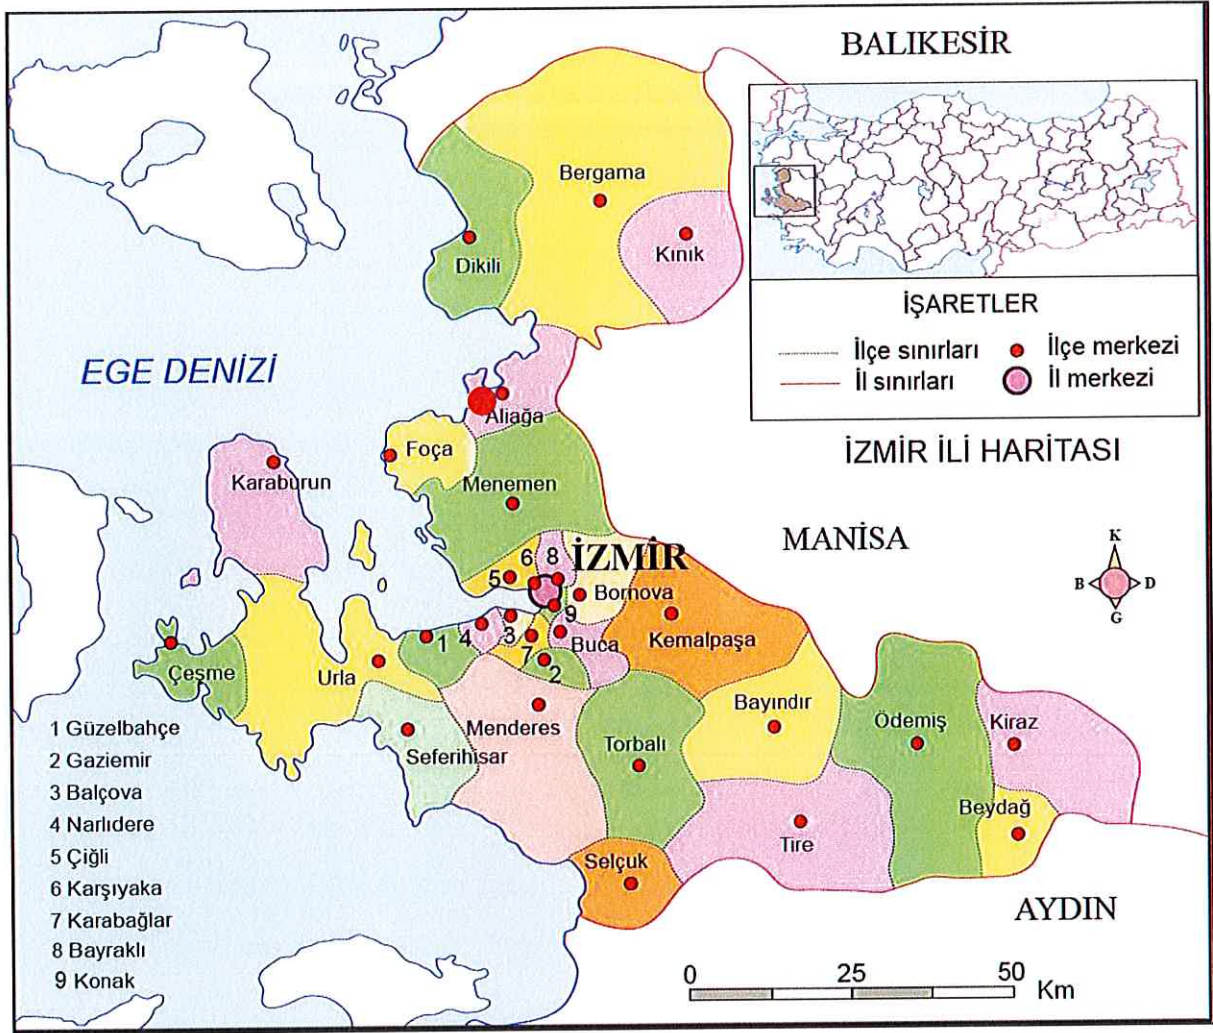 BALIKESİR
Bergama
Kınık
Dikili
İŞARETLER
İlçe sınırları
İlçe merkezi
İl sınırları
İl merkezi
EGE DENİZİ
Aliağa
Foça
Karaburun
Menemen
İZMİR İLİ HARİTASI
MANİSA
K
B
D
G
İZMİR
6
8
5
Bornova
9
4
3
1
7
2
Buca
Kemalpaşa
Çeşme
Urla
Bayındır
Menderes
Seferihisar
Torbalı
Ödemiş
Kiraz
Beydağ
Tire
Selçuk
1 Güzelbahçe
2 Gaziemir
3 Balçova
4 Narlıdere
5 Çiğli
6 Karşıyaka
7 Karabağlar
8 Bayraklı
9 Konak
AYDIN
0 25 50
Km